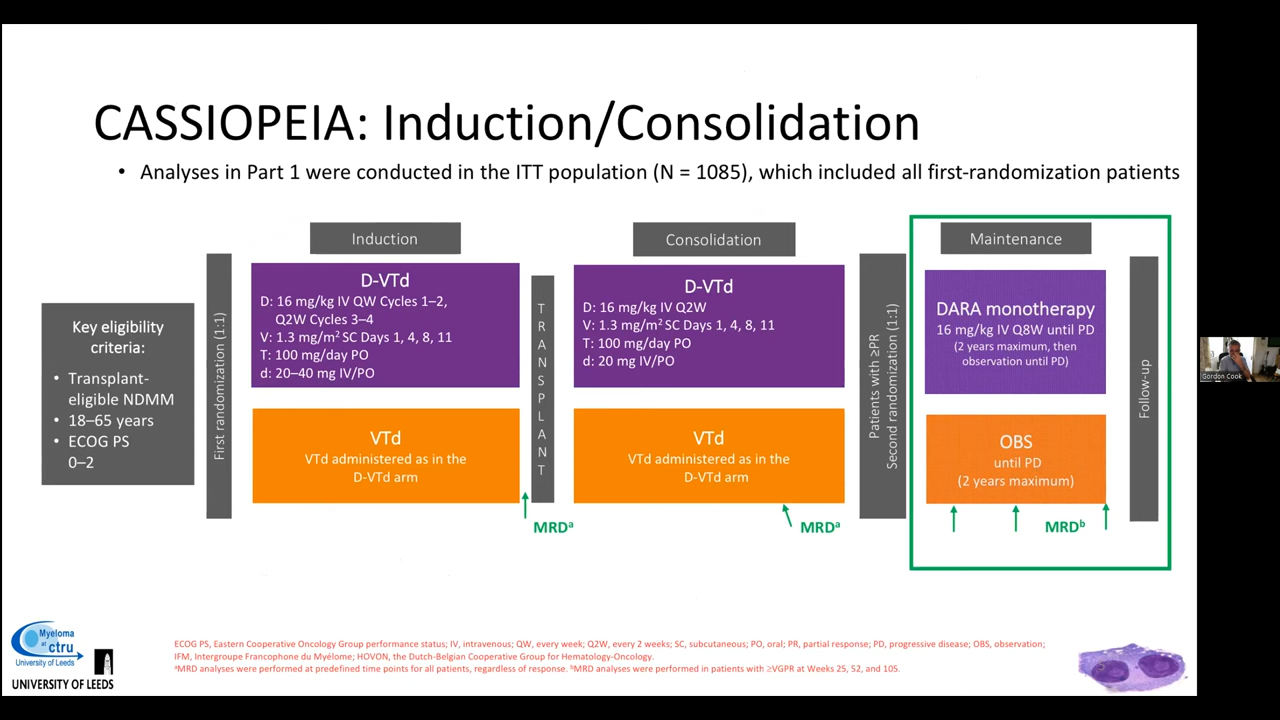 CASSIOPEIA: Induction/Consolidation
• Analyses in Part 1 were conducted in the ITT population (N = 1085), which included all first-randomization patients
Key eligibility
criteria:
• Transplant-
eligible NDMM
• 18–65 years
• ECOG PS
0–2
First randomization (1:1)
Induction
D-VTd
D: 16 mg/kg IV QW Cycles 1–2,
Q2W Cycles 3–4
V: 1.3 mg/m² SC Days 1, 4, 8, 11
T: 100 mg/day PO
d: 20–40 mg IV/PO
VTd
VTd administered as in the
D-VTd arm
TRANSPLANT
MRDᵃ
Consolidation
D-VTd
D: 16 mg/kg IV Q2W
V: 1.3 mg/m² SC Days 1, 4, 8, 11
T: 100 mg/day PO
d: 20 mg IV/PO
VTd
VTd administered as in the
D-VTd arm
MRDᵃ
Patients with ≥PR
Second randomization (1:1)
Maintenance
DARA monotherapy
16 mg/kg IV Q8W until PD
(2 years maximum, then
observation until PD)
OBS
until PD
(2 years maximum)
MRDᵇ
Follow-up
Gordon Cook
Myeloma
at ctru
University of Leeds
UNIVERSITY OF LEEDS
ECOG PS, Eastern Cooperative Oncology Group performance status; IV, intravenous; QW, every week; Q2W, every 2 weeks; SC, subcutaneous; PO, oral; PR, partial response; PD, progressive disease; OBS, observation;
IFM, Intergroupe Francophone du Myélome; HOVON, the Dutch-Belgian Cooperative Group for Hematology-Oncology.
ᵃMRD analyses were performed at predefined time points for all patients, regardless of response. ᵇMRD analyses were performed in patients with ≥VGPR at Weeks 25, 52, and 105.